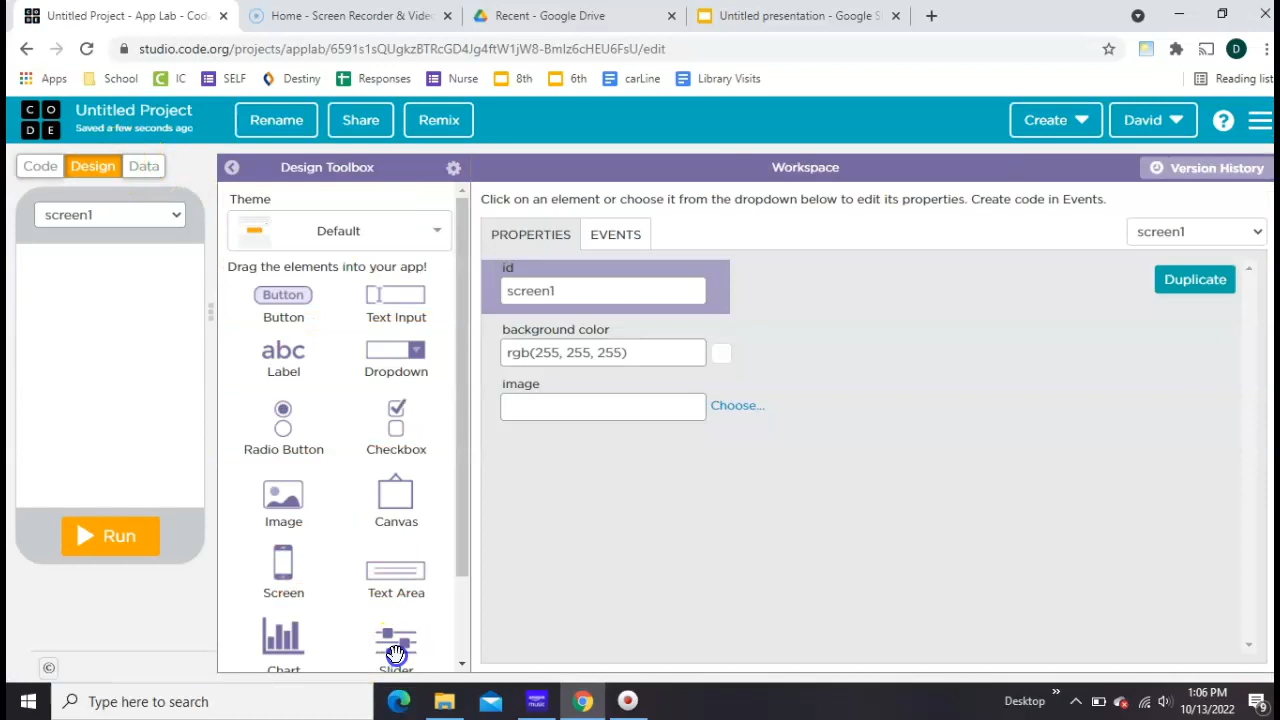 Untitled Project - App Lab - Cod
Home - Screen Recorder & Video
Recent - Google Drive
Untitled presentation - Google S
studio.code.org/projects/applab/6591s1sQUgkzBTRcGD4Jg4ftW1jW8-BmIz6cHEU6FsU/edit
D
Apps
School
IC
SELF
Destiny
Responses
Nurse
8th
6th
carLine
Library Visits
Reading list
C O
D E
Untitled Project
Saved a few seconds ago
Rename
Share
Remix
Create
David
?
Code
Design
Data
Design Toolbox
Workspace
Version History
screen1
Run
Theme
Default
Drag the elements into your app!
Button
Button
Text Input
abc
Label
Dropdown
Radio Button
Checkbox
Image
Canvas
Screen
Text Area
Chart
Slider
Click on an element or choose it from the dropdown below to edit its properties. Create code in Events.
PROPERTIES
EVENTS
screen1
id
screen1
Duplicate
background color
rgb(255, 255, 255)
image
Choose...
©
Type here to search
amazon music
Desktop
1:06 PM
10/13/2022
9